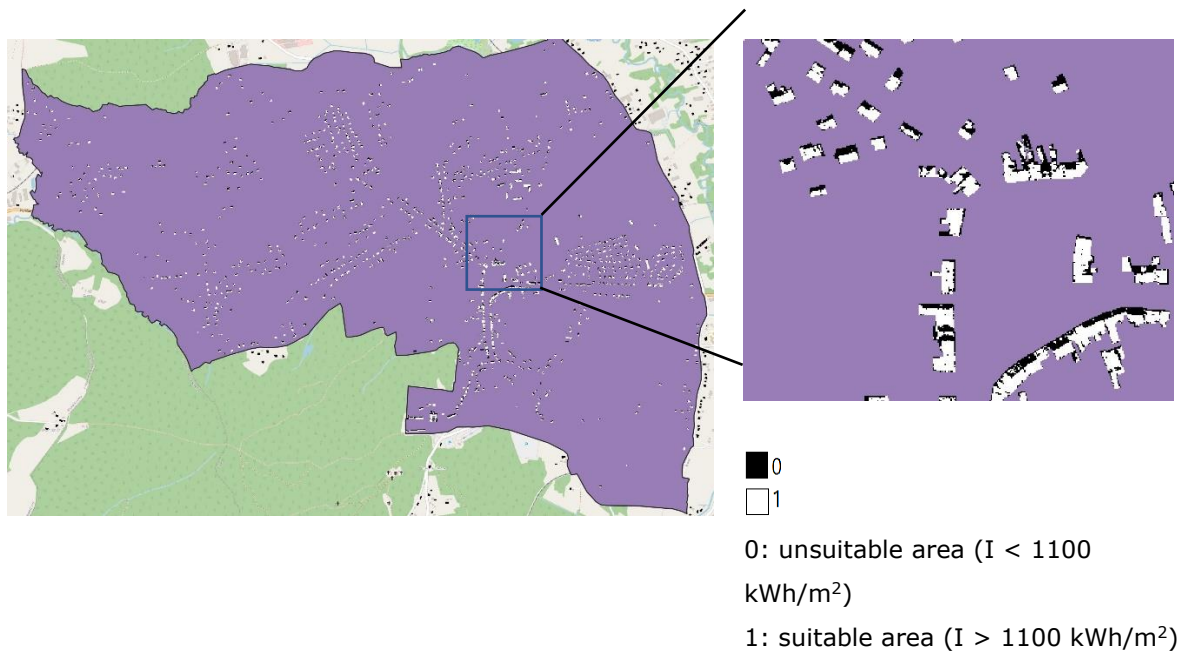 0
1
0: unsuitable area (I < 1100
kWh/m²)
1: suitable area (I > 1100 kWh/m²)